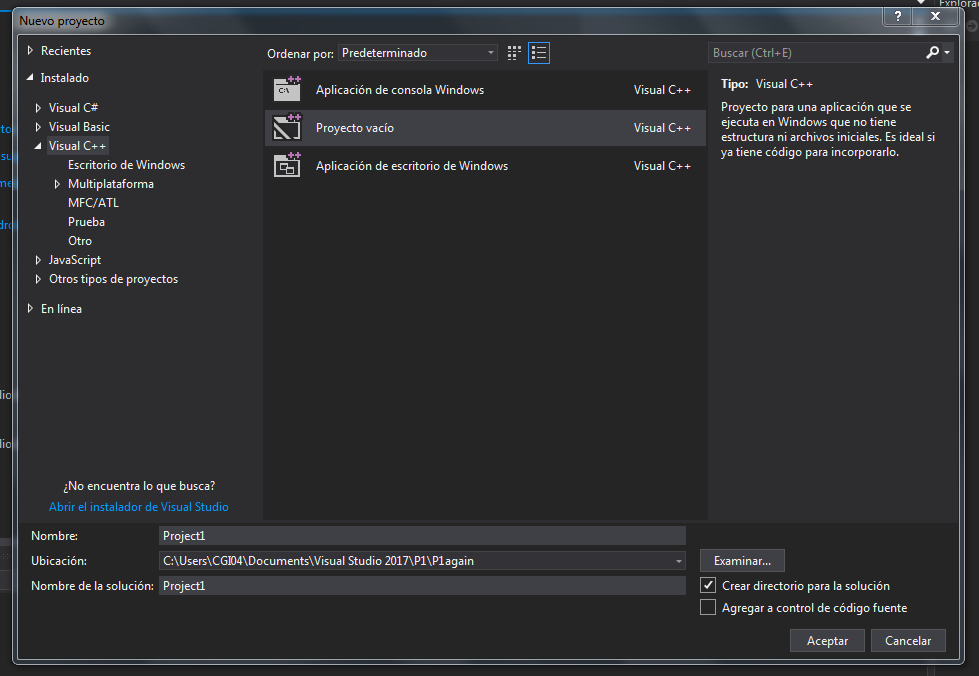 Explorac
Nuevo proyecto
?
Recientes
Instalado
Visual C#
Visual Basic
Visual C++
Escritorio de Windows
Multiplataforma
MFC/ATL
Prueba
Otro
JavaScript
Otros tipos de proyectos
En línea
¿No encuentra lo que busca?
Abrir el instalador de Visual Studio
Ordenar por: Predeterminado
Aplicación de consola Windows Visual C++
Proyecto vacío Visual C++
Aplicación de escritorio de Windows Visual C++
Buscar (Ctrl+E)
Tipo: Visual C++
Proyecto para una aplicación que se
ejecuta en Windows que no tiene
estructura ni archivos iniciales. Es ideal si
ya tiene código para incorporarlo.
Nombre: Project1
Ubicación: C:\Users\CGI04\Documents\Visual Studio 2017\P1\P1again
Examinar...
Nombre de la solución: Project1
Crear directorio para la solución
Agregar a control de código fuente
Aceptar Cancelar